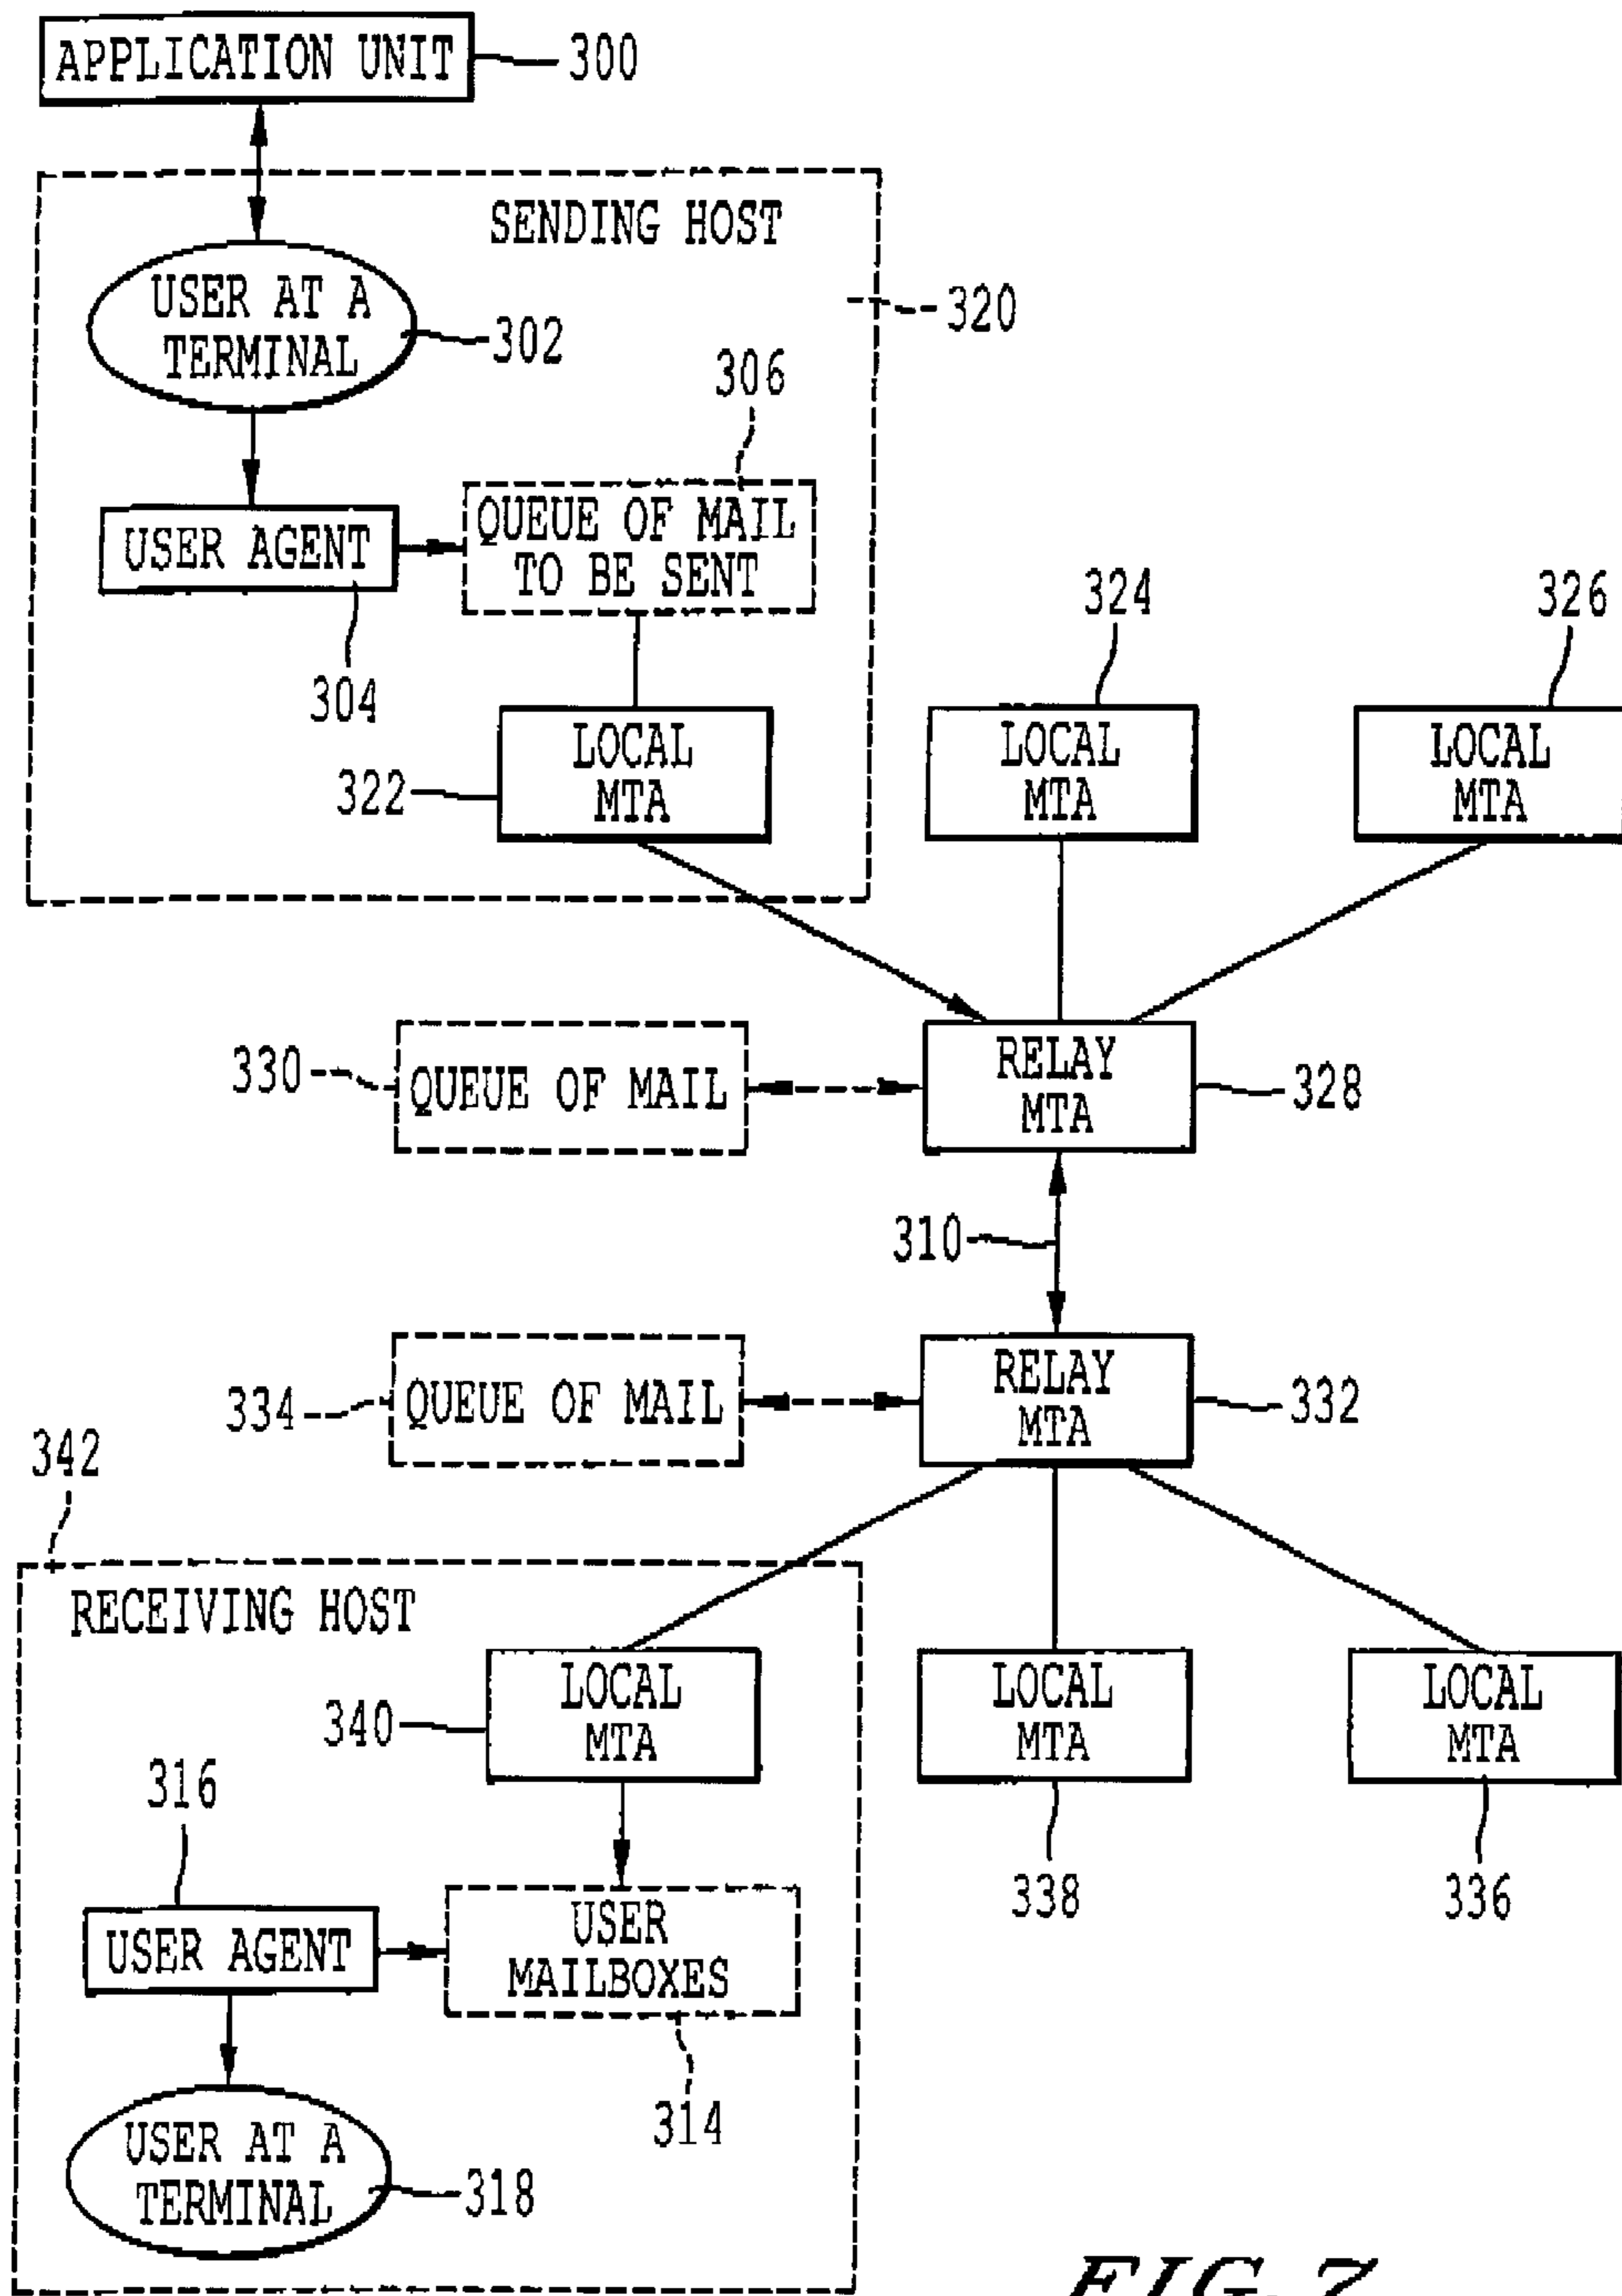 APPLICATION UNIT
300
SENDING HOST
320
USER AT A
TERMINAL
302
306
QUEUE OF MAIL
TO BE SENT
USER AGENT
304
324
326
LOCAL
MTA
322
LOCAL
MTA
LOCAL
MTA
330
QUEUE OF MAIL
RELAY
MTA
328
310
334
QUEUE OF MAIL
RELAY
MTA
332
342
RECEIVING HOST
340
LOCAL
MTA
LOCAL
MTA
LOCAL
MTA
316
338
336
USER AGENT
USER
MAILBOXES
314
USER AT A
TERMINAL
318
FIG. 7